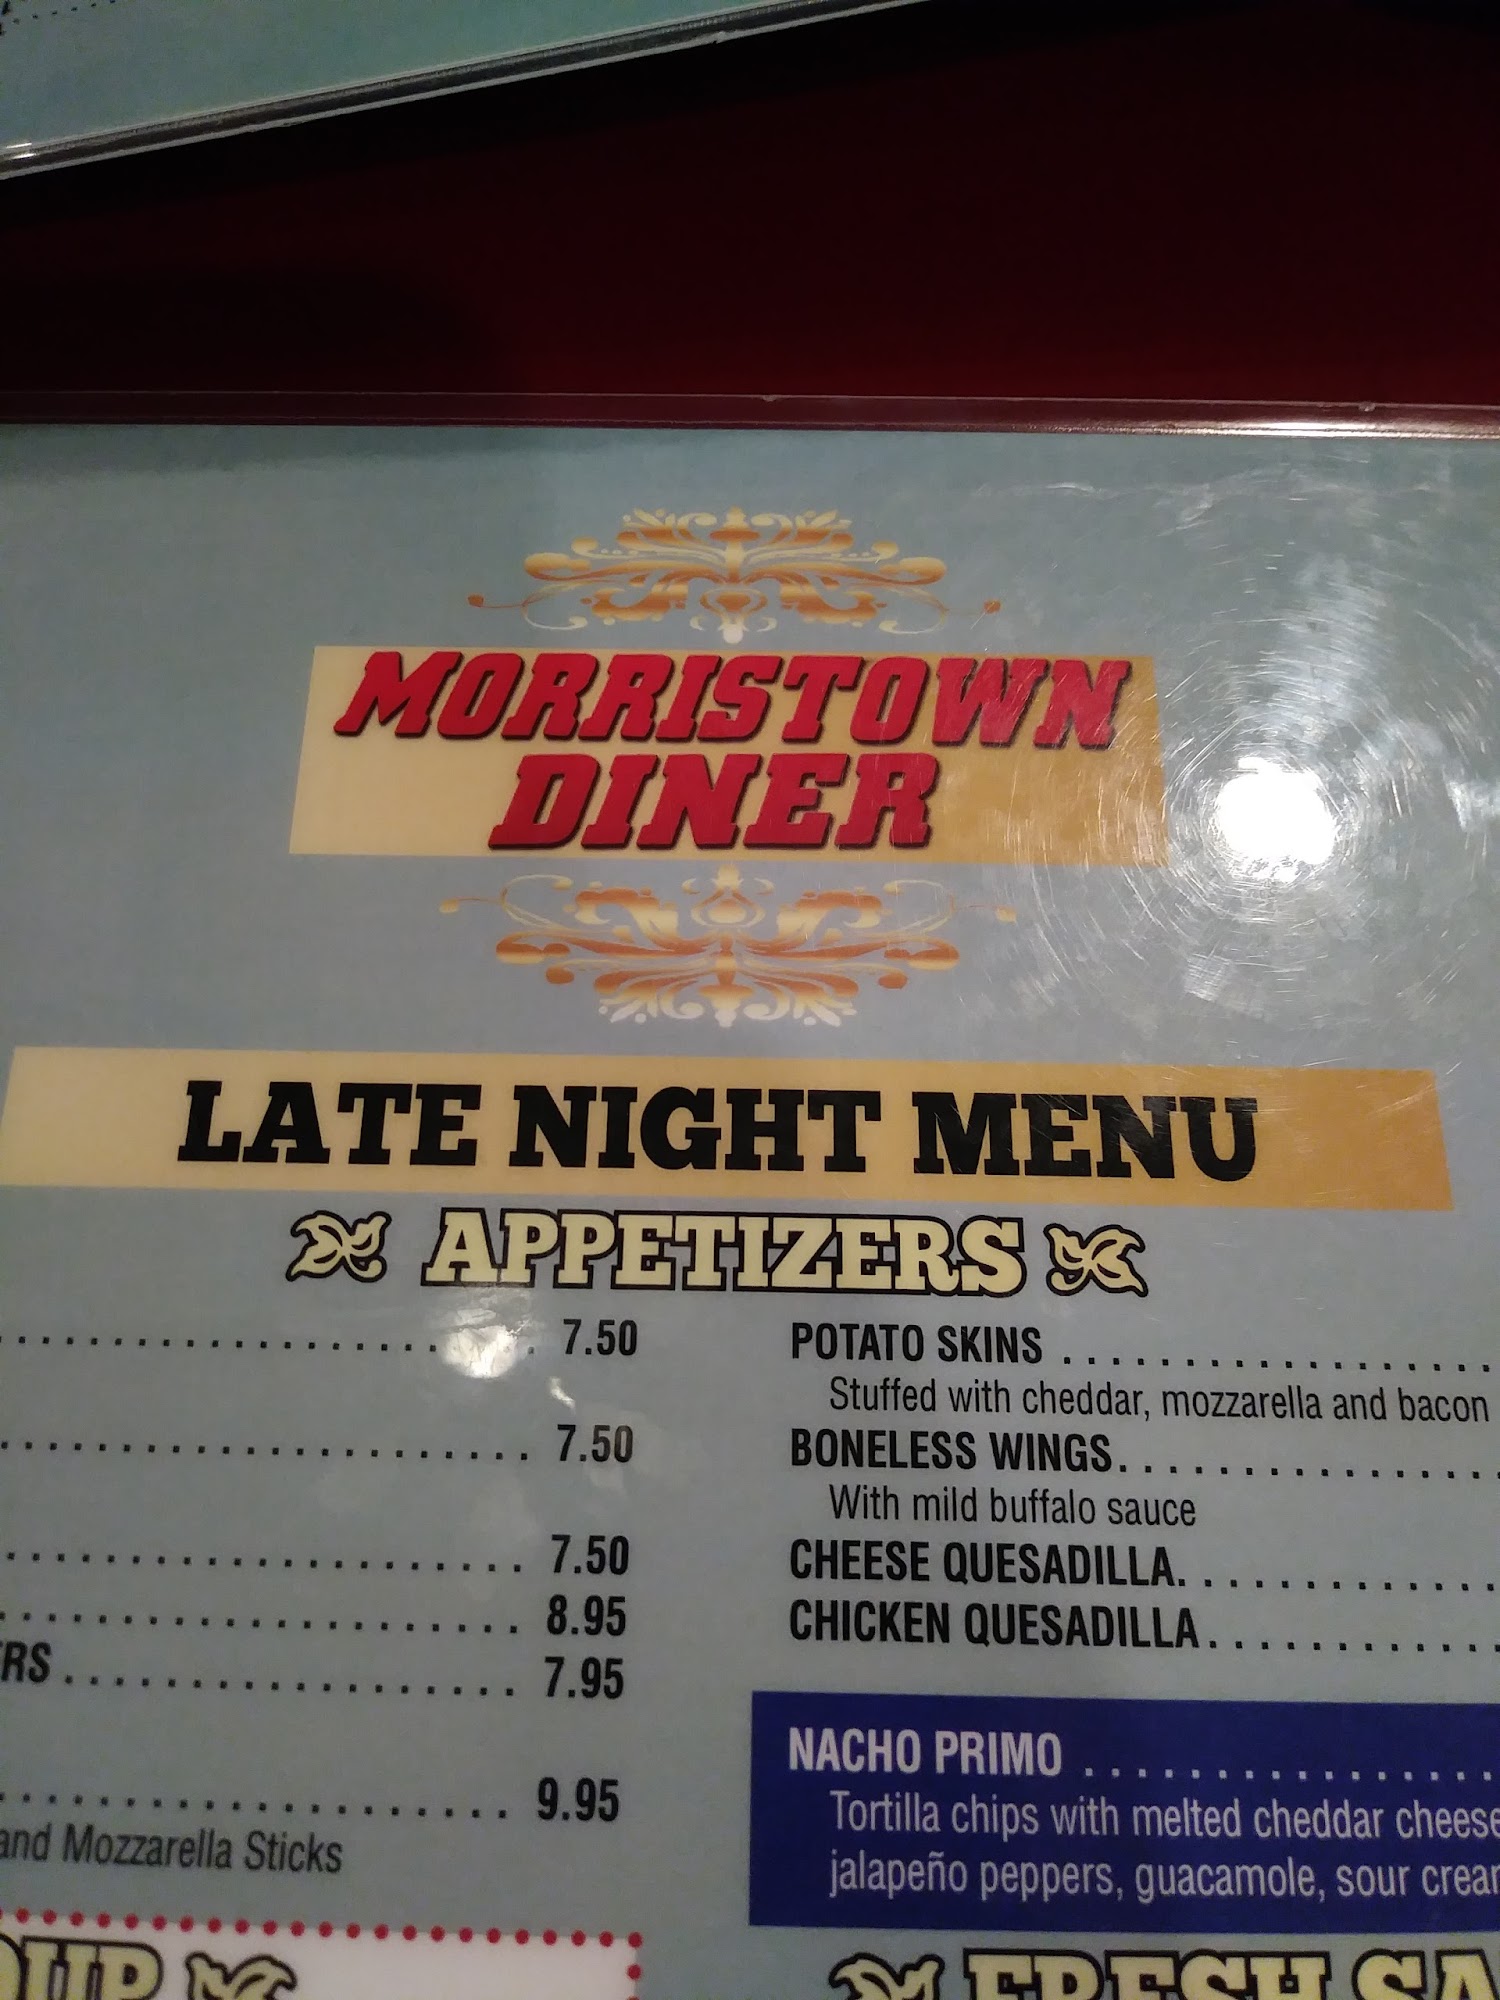 MORRISTOWN
DINER
LATE NIGHT MENU
APPETIZERS
. . . . . . . . . . . . . . . . . . . 7.50
. . . . . . . . . . . . . . . . . . . . . . 7.50
. . . . . . . . . . . . . . . . . . . . . . 7.50
. . . . . . . . . . . . . . . . . . . . . . 8.95
. . . . . . . . . . . . . . . . . . . 7.95
. . . . . . . . . . . . . . . . . . . . . 9.95
and Mozzarella Sticks
POTATO SKINS . . . . . . . . . . . . . . . . . .
Stuffed with cheddar, mozzarella and bacon
BONELESS WINGS. . . . . . . . . . . . . . . .
With mild buffalo sauce
CHEESE QUESADILLA. . . . . . . . . . . . .
CHICKEN QUESADILLA. . . . . . . . . . . .
NACHO PRIMO . . . . . . . . . . . . . . . . .
Tortilla chips with melted cheddar cheese
jalapeño peppers, guacamole, sour
FRESH